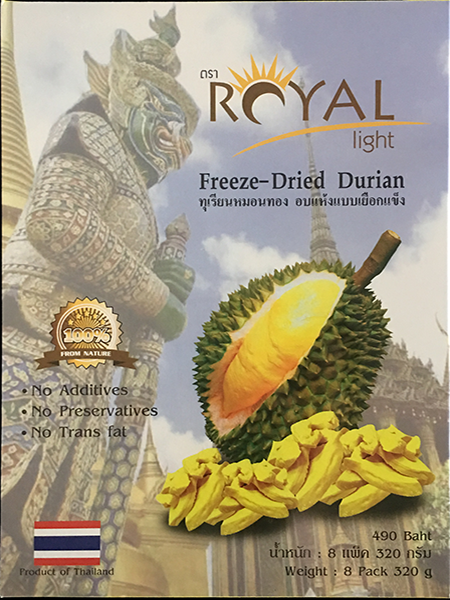 ตรา
ROYAL
light
Freeze-Dried Durian
ทุเรียนหมอนทอง อบแห้งแบบเยือกแข็ง
100%
FROM NATURE
• No Additives
• No Preservatives
• No Trans fat
490 Baht
น้ำหนัก : 8 แพ็ค 320 กรัม
Weight : 8 Pack 320 g
Product of Thailand